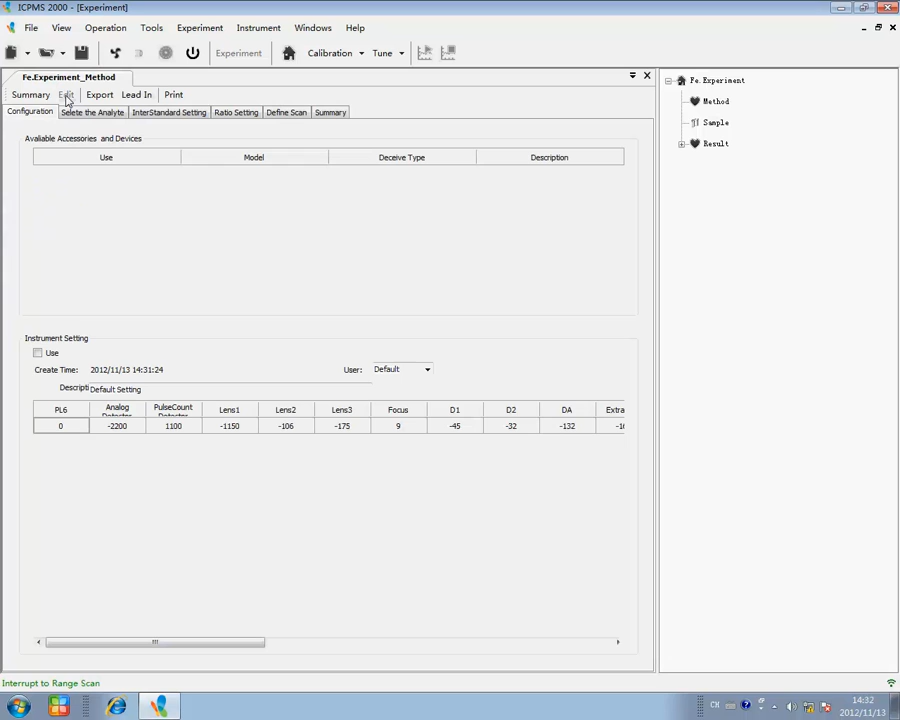 ICPMS 2000 - [Experiment]
File View Operation Tools Experiment Instrument Windows Help
Experiment Calibration Tune
Fe.Experiment_Method
Summary Edit Export Lead In Print
Configuration Selete the Analyte InterStandard Setting Ratio Setting Define Scan Summary
Avaliable Accessories and Devices
Use Model Deceive Type Description
Instrument Setting
Use
Create Time: 2012/11/13 14:31:24 User: Default
Descripti Default Setting
PL6 Analog Detector PulseCount Detector Lens1 Lens2 Lens3 Focus D1 D2 DA Extra
0 -2200 1100 -1150 -106 -175 9 -45 -32 -132
Interrupt to Range Scan
Fe.Experiment
Method
Sample
Result
CH 14:32
2012/11/13